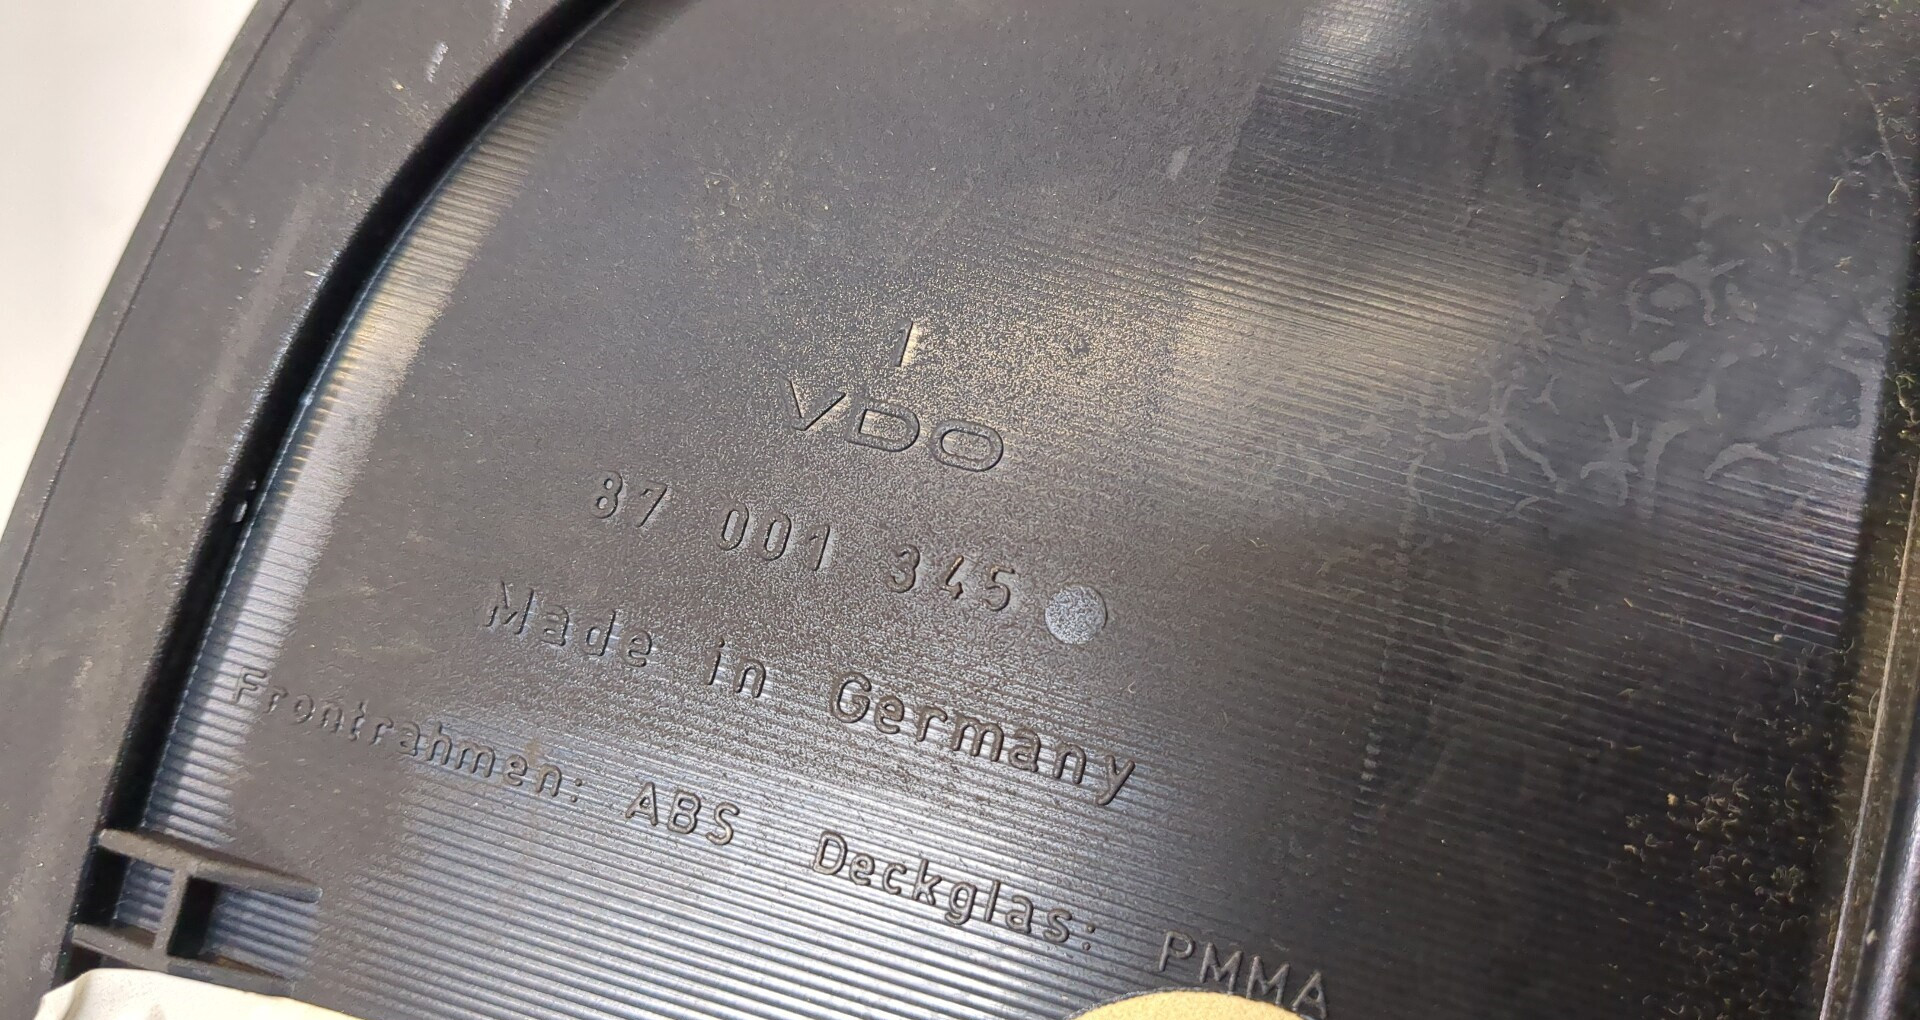 1
VDO
87 001 345
Made in Germany
Frontrahmen: ABS Deckglas: PMMA